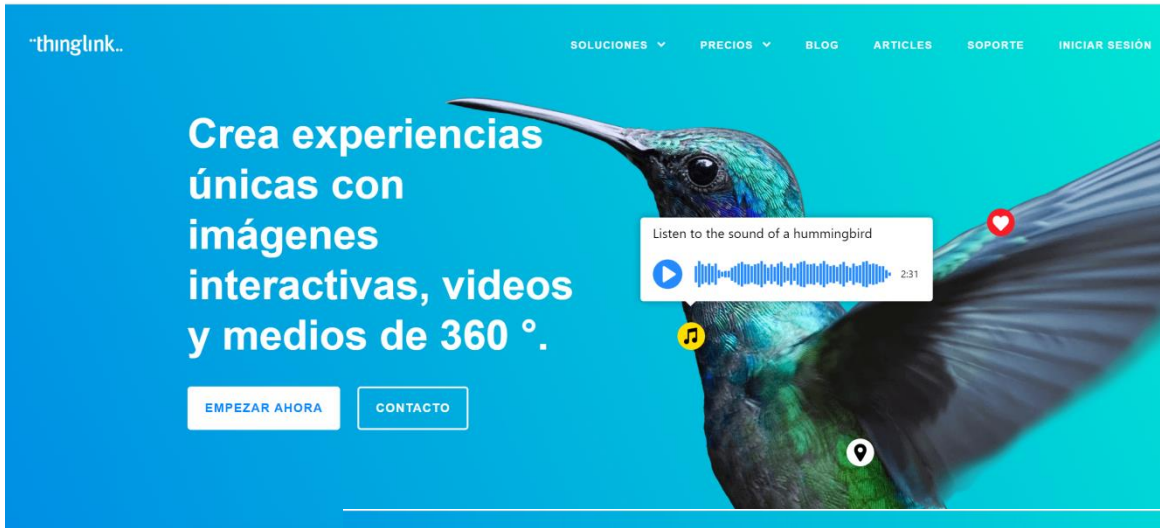 thinglink..
SOLUCIONES
PRECIOS
BLOG
ARTICLES
SOPORTE
INICIAR SESIÓN
Crea experiencias
únicas con
imágenes
interactivas, videos
y medios de 360 °.
Listen to the sound of a hummingbird
2:31
EMPEZAR AHORA
CONTACTO